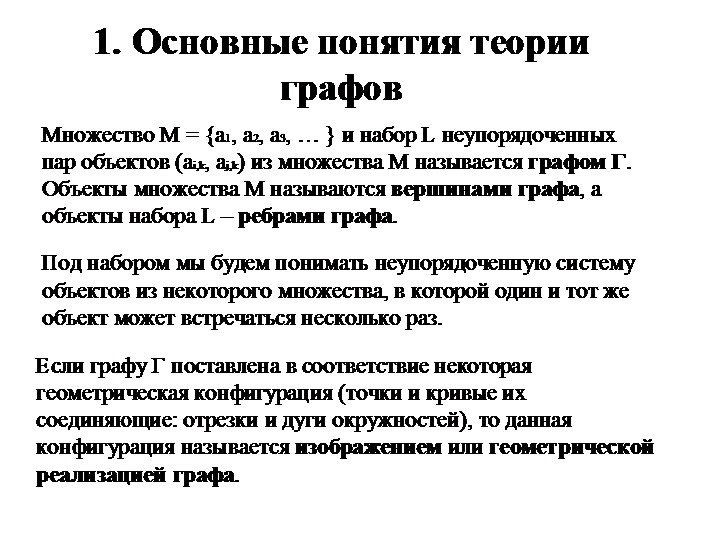 1. Основные понятия теории
графов
Множество M = {a₁, a₂, a₃, … } и набор L неупорядоченных
пар объектов (aᵢ,ₖ, aⱼ,ₖ) из множества M называется графом Г.
Объекты множества M называются вершинами графа, а
объекты набора L – ребрами графа.
Под набором мы будем понимать неупорядоченную систему
объектов из некоторого множества, в которой один и тот же
объект может встречаться несколько раз.
Если графу Г поставлена в соответствие некоторая
геометрическая конфигурация (точки и кривые их
соединяющие: отрезки и дуги окружностей), то данная
конфигурация называется изображением или геометрической
реализацией графа.